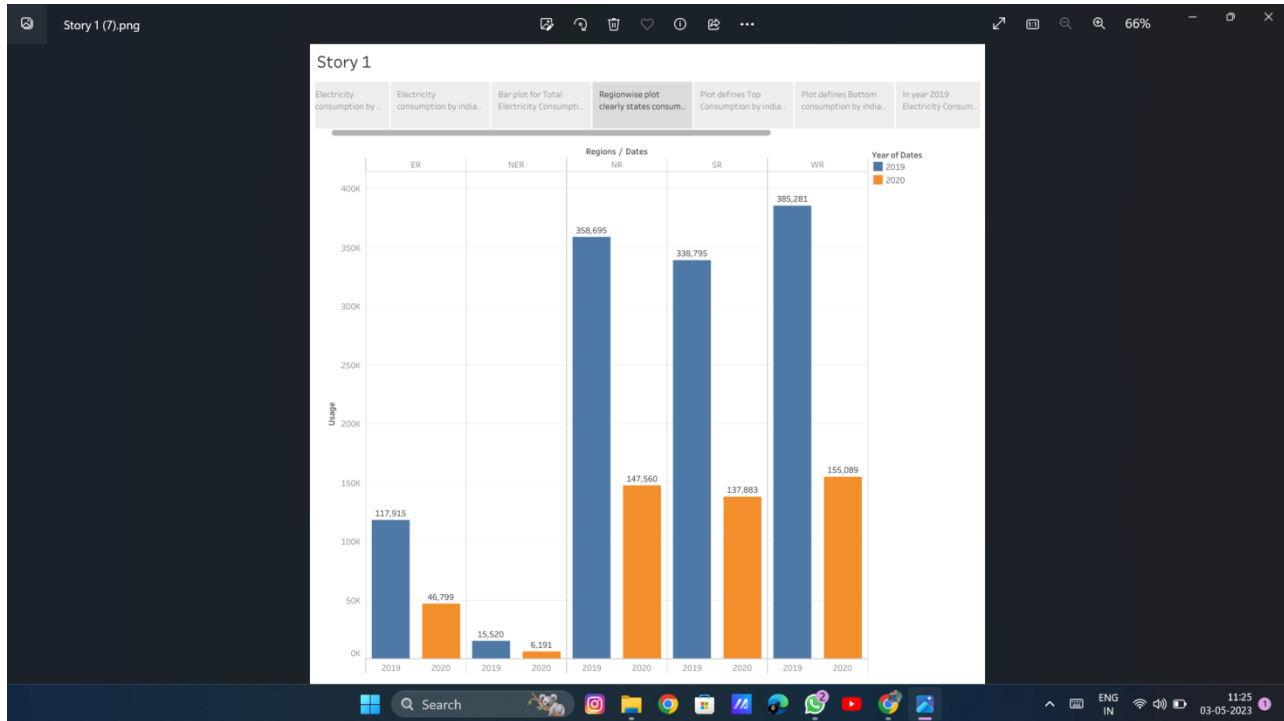 Story 1 (7).png
66%
Story 1
Electricity
consumption by ..
Electricity
consumption by india..
Bar plot for Total
Electricity Consumpti..
Regionwise plot
clearly states consum..
Plot defines Top
Consumption by India..
Plot defines Bottom
consumption by india..
In year 2019
Electricity Consum..
Regions / Dates
ER NER NR SR WR
Year of Dates
2019
2020
Usage
400K
350K
300K
250K
200K
150K
100K
50K
0K
117,915
46,799
15,520
6,191
358,695
147,560
338,795
137,883
385,281
155,089
2019 2020 2019 2020 2019 2020 2019 2020 2019 2020
Search
2
ENG
IN
11:25
03-05-2023
1